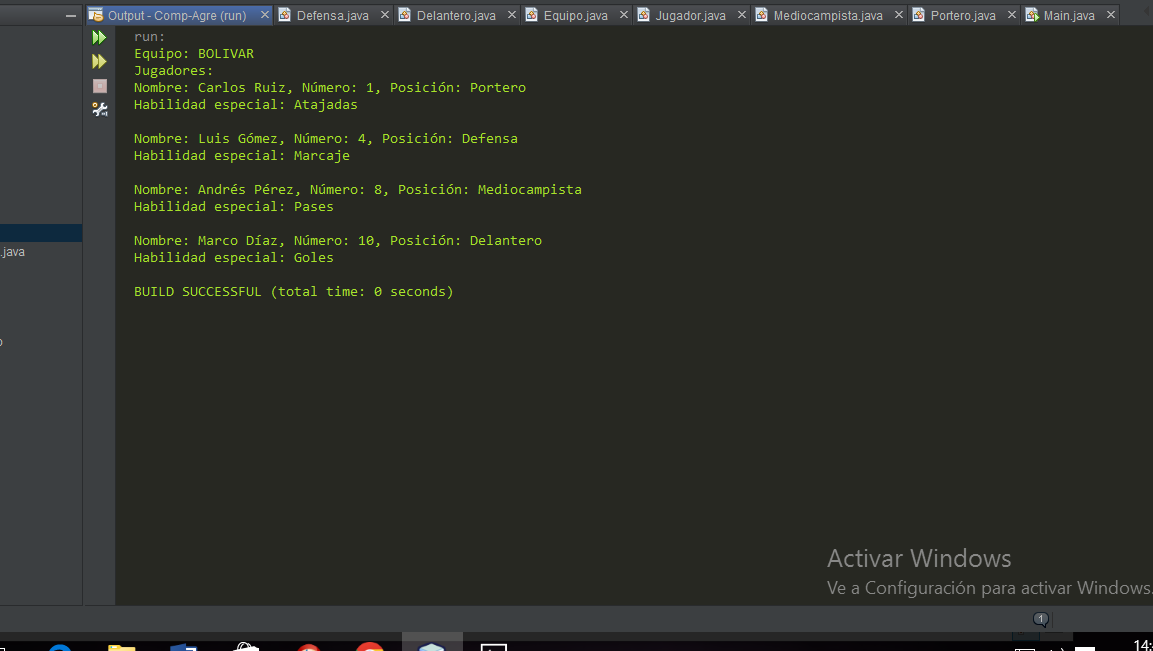 Output - Comp-Agre (run) Defensa.java Delantero.java Equipo.java Jugador.java Mediocampista.java Portero.java Main.java
run:
Equipo: BOLIVAR
Jugadores:
Nombre: Carlos Ruiz, Número: 1, Posición: Portero
Habilidad especial: Atajadas
Nombre: Luis Gómez, Número: 4, Posición: Defensa
Habilidad especial: Marcaje
Nombre: Andrés Pérez, Número: 8, Posición: Mediocampista
Habilidad especial: Pases
.java
Nombre: Marco Díaz, Número: 10, Posición: Delantero
Habilidad especial: Goles
BUILD SUCCESSFUL (total time: 0 seconds)
Activar Windows
Ve a Configuración para activar Windows.
1